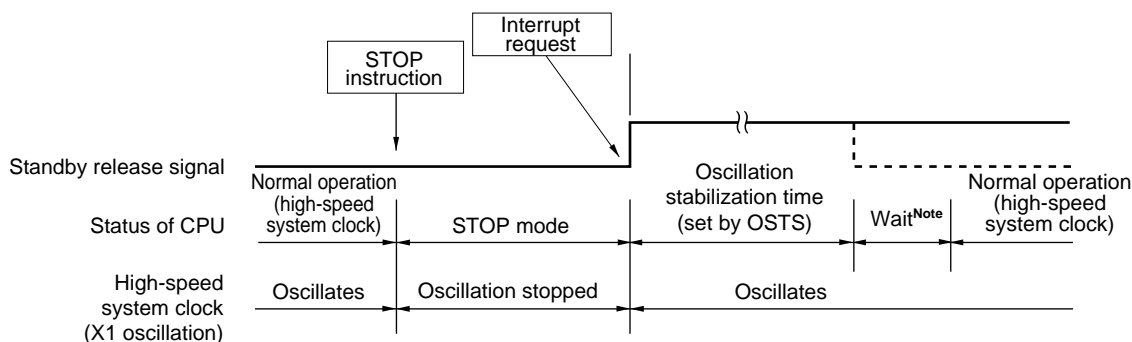 Interrupt
request
STOP
instruction
Standby release signal
Status of CPU
Normal operation
(high-speed
system clock)
STOP mode
Oscillation
stabilization time
(set by OSTS)
WaitNote
Normal operation
(high-speed
system clock)
High-speed
system clock
(X1 oscillation)
Oscillates
Oscillation stopped
Oscillates